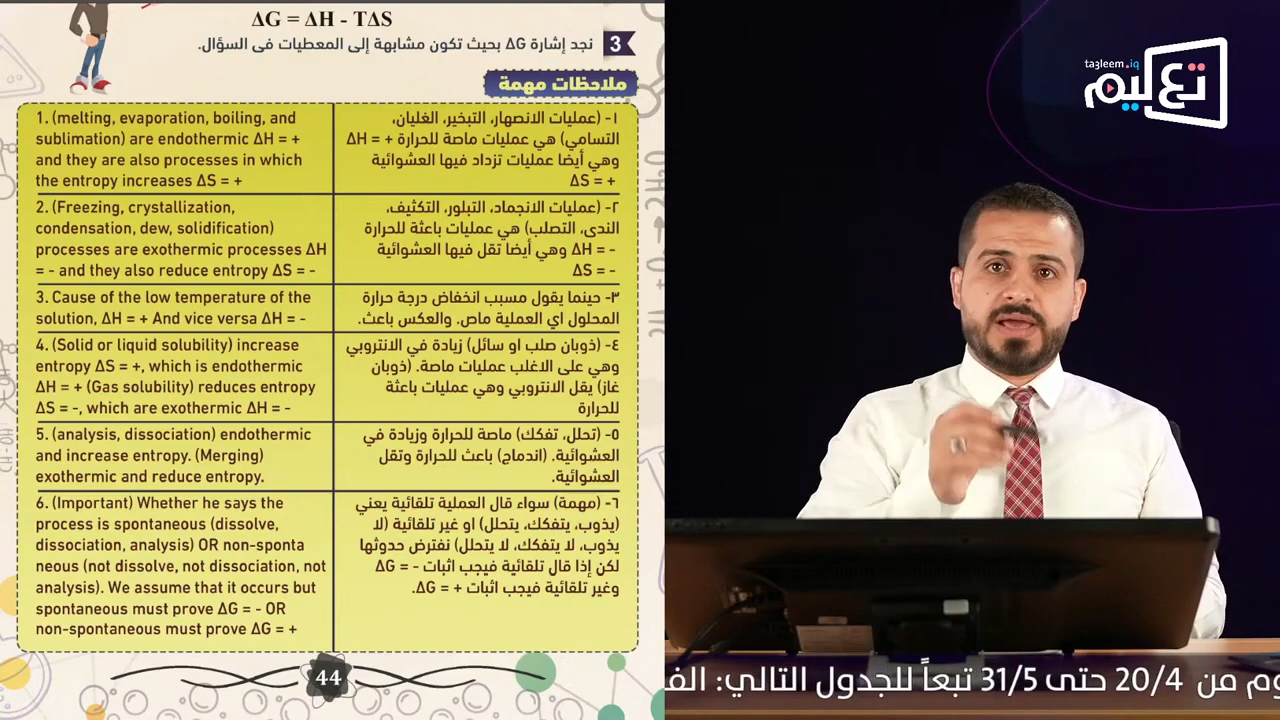 ΔG = ΔH - TΔS
3 نجد إشارة ΔG بحيث تكون مشابهة إلى المعطيات في السؤال.
ملاحظات مهمة
1. (melting, evaporation, boiling, and
sublimation) are endothermic ΔH = +
and they are also processes in which
the entropy increases ΔS = +
١- (عمليات الانصهار، التبخير، الغليان،
التسامي) هي عمليات ماصة للحرارة + = ΔH
وهي أيضا عمليات تزداد فيها العشوائية
ΔS = +
2. (Freezing, crystallization,
condensation, dew, solidification)
processes are exothermic processes ΔH
= - and they also reduce entropy ΔS = -
٢- (عمليات الانجماد، التبلور، التكثيف،
الندى، التصلب) هي عمليات باعثة للحرارة
ΔH = - وهي أيضا تقل فيها العشوائية
ΔS = -
3. Cause of the low temperature of the
solution, ΔH = + And vice versa ΔH = -
٣- حينما يقول مسبب انخفاض درجة حرارة
المحلول اي العملية ماص. والعكس باعث.
4. (Solid or liquid solubility) increase
entropy ΔS = +, which is endothermic
ΔH = + (Gas solubility) reduces entropy
ΔS = -, which are exothermic ΔH = -
٤- (ذوبان صلب او سائل) زيادة في الانتروبي
وهي على الاغلب عمليات ماصة. (ذوبان
غاز) يقل الانتروبي وهي عمليات باعثة
للحرارة
5. (analysis, dissociation) endothermic
and increase entropy. (Merging)
exothermic and reduce entropy.
٥- (تحلل، تفكك) ماصة للحرارة وزيادة في
العشوائية. (اندماج) باعث للحرارة وتقل
العشوائية.
6. (Important) Whether he says the
process is spontaneous (dissolve,
dissociation, analysis) OR non-sponta
neous (not dissolve, not dissociation, not
analysis). We assume that it occurs but
spontaneous must prove ΔG = - OR
non-spontaneous must prove ΔG = +
٦- (مهمة) سواء قال العملية تلقائية يعني
(يذوب، يتفكك، يتحلل) او غير تلقائية (لا
يذوب، لا يتفكك، لا يتحلل) نفترض حدوثها
لكن إذا قال تلقائية فيجب اثبات - = ΔG
وغير تلقائية فيجب اثبات + = ΔG.
44
ta3leem.iq
تعليم
وم من 20/4 حتى 31/5 تبعاً للجدول التالي: الف